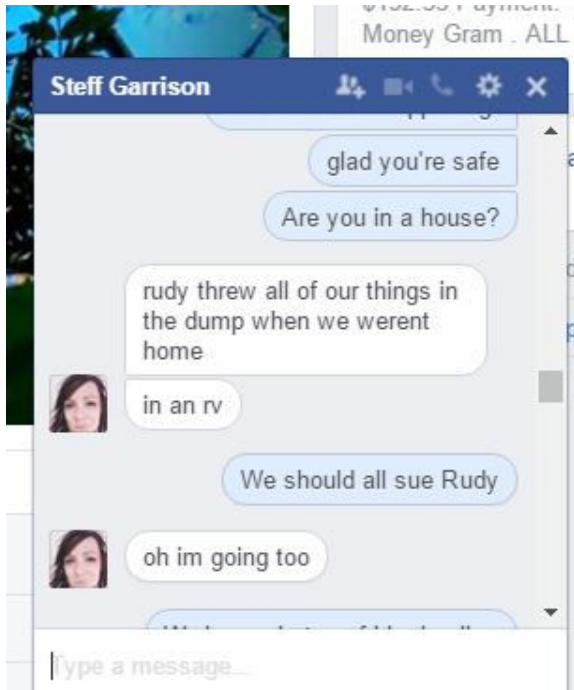 Money Gram . ALL
Steff Garrison
glad you're safe
Are you in a house?
rudy threw all of our things in
the dump when we werent
home
in an rv
We should all sue Rudy
oh im going too
Type a message...